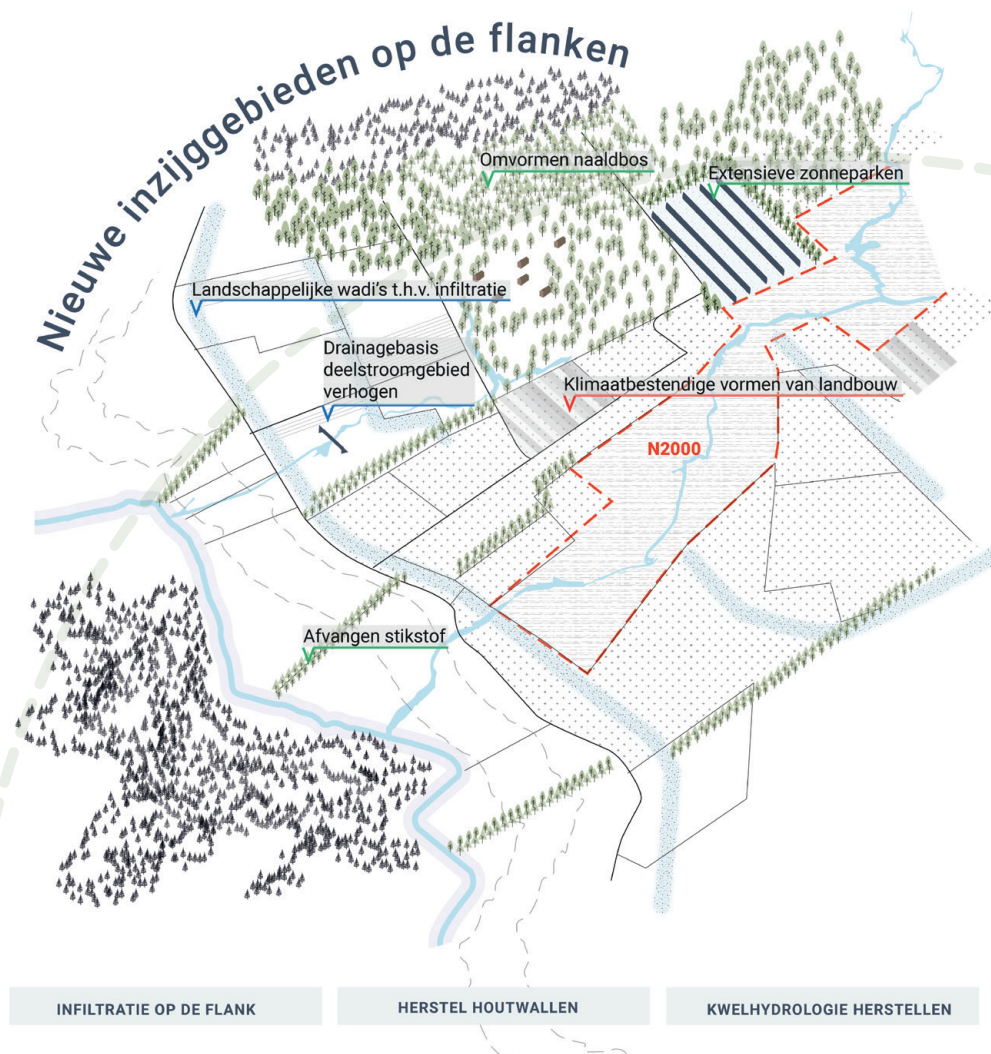 Nieuwe inzijggebieden op de flanken
Omvormen naaldbos
Extensieve zonneparken
Landschappelijke wadi's t.h.v. infiltratie
Drainagebasis
deelstroomgebied
verhogen
Klimaatbestendige vormen van landbouw
N2000
Afvangen stikstof
INFILTRATIE OP DE FLANK
HERSTEL HOUTWALLEN
KWELHYDROLOGIE HERSTELLEN